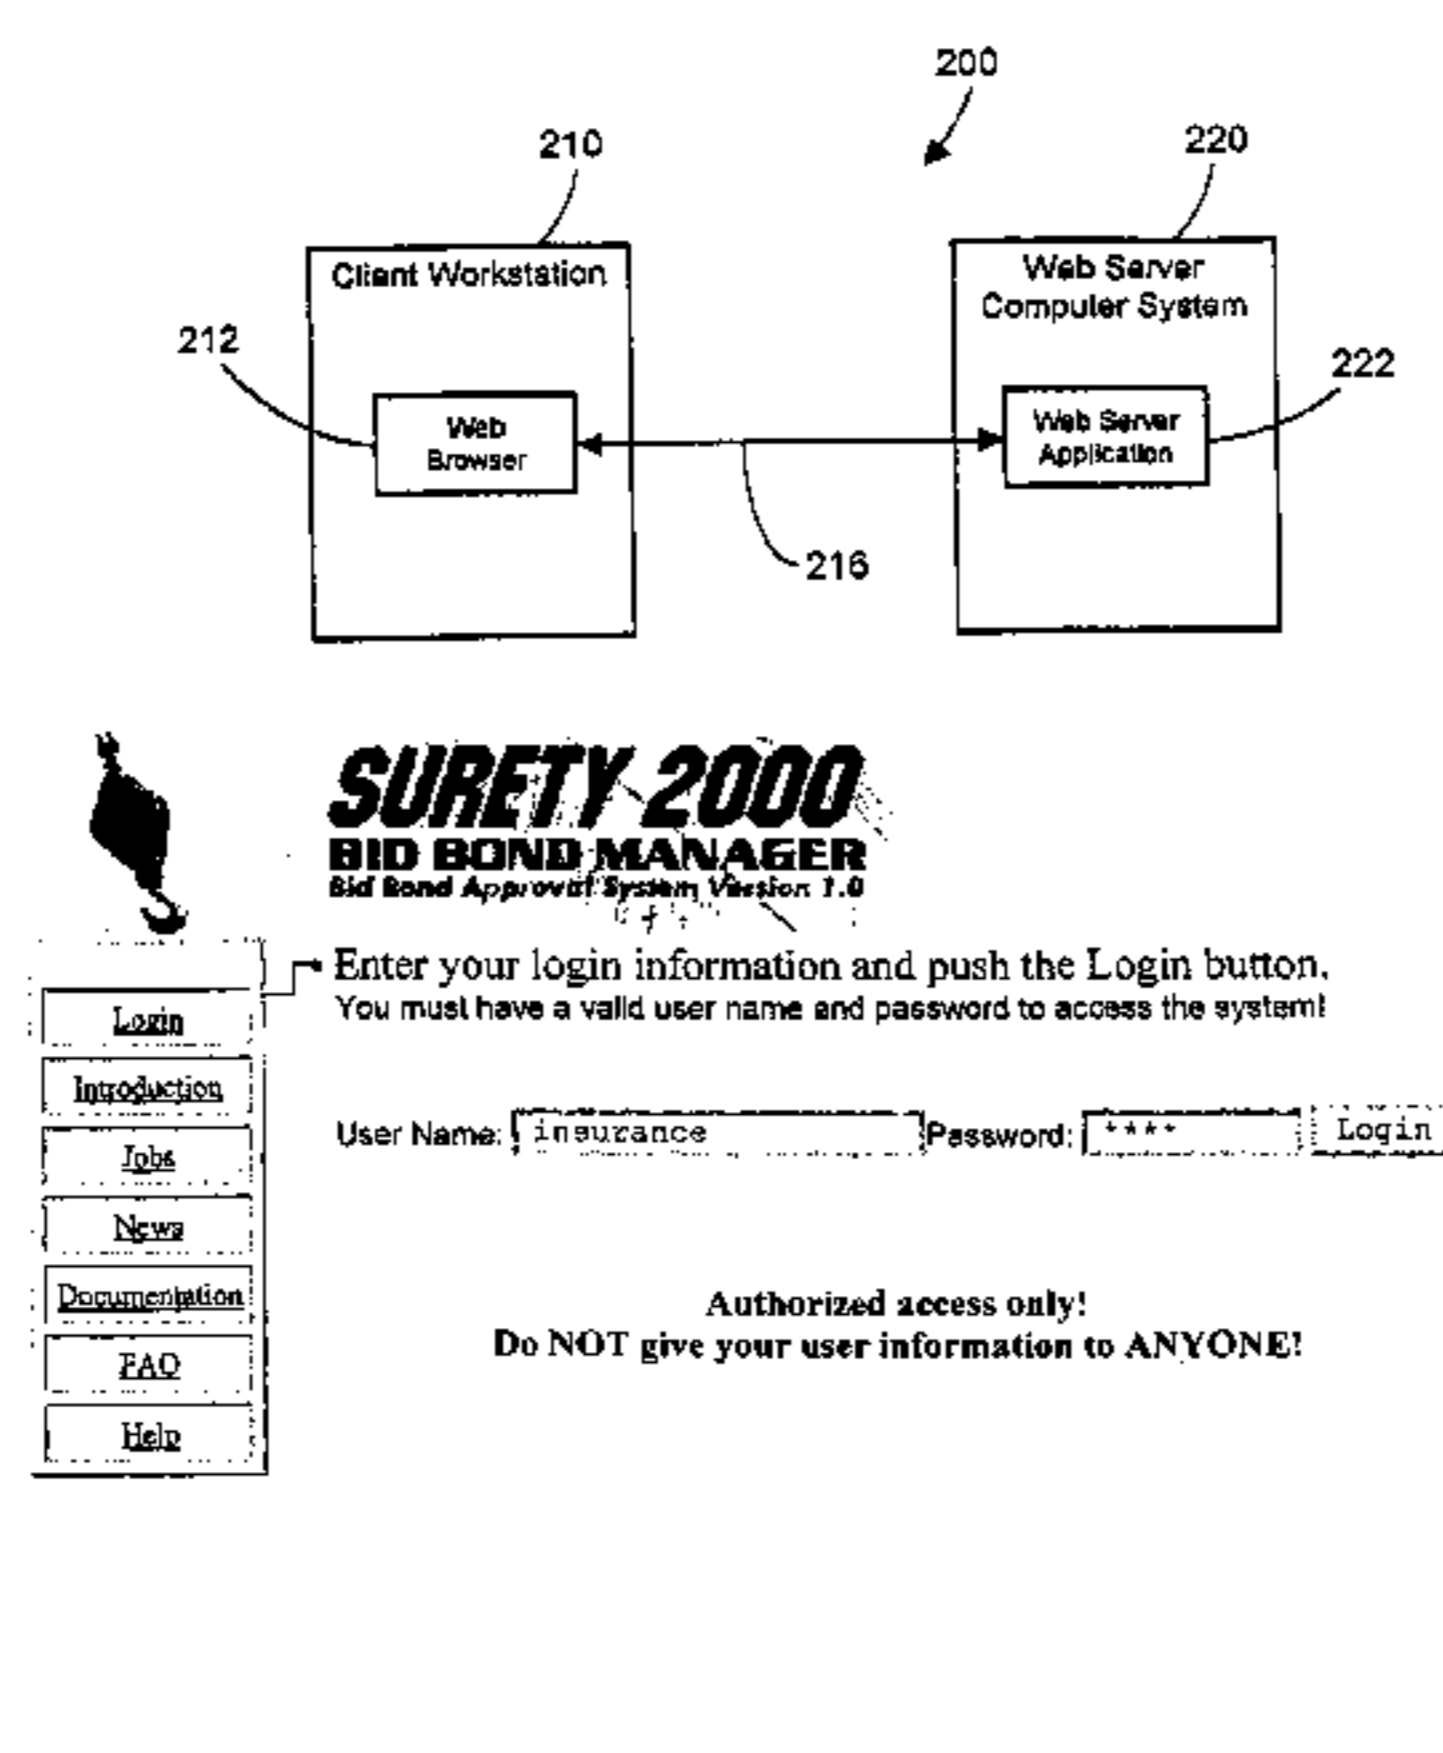 200
210
220
Client Workstation
Web Server
Computer System
212
222
Web
Browser
Web Server
Application
216
SURETY 2000
BID BOND MANAGER
Bid Bond Approval System Version 1.0
Enter your login information and push the Login button.
You must have a valid user name and password to access the system!
Login
Introduction
Jobs
News
Documentation
FAQ
Help
User Name: insurance Password: **** Login
Authorized access only!
Do NOT give your user information to ANYONE!